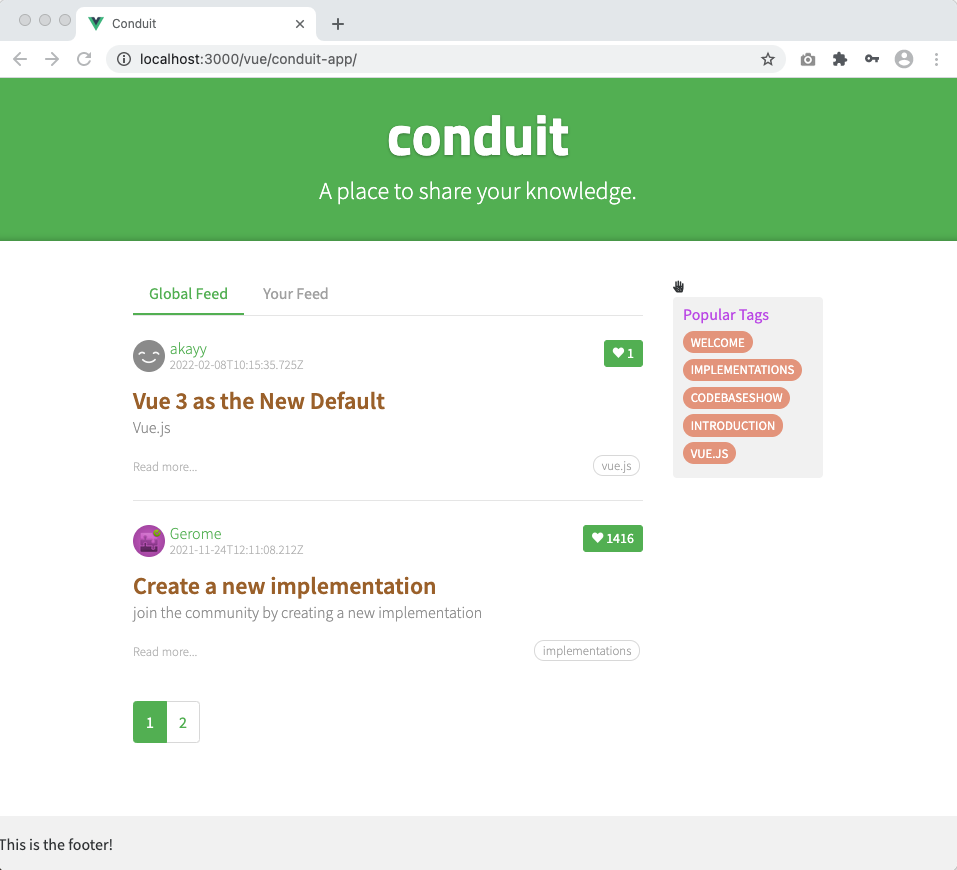 Conduit
localhost:3000/vue/conduit-app/
conduit
A place to share your knowledge.
Global Feed Your Feed
akayy
2022-02-08T10:15:35.725Z
1
Vue 3 as the New Default
Vue.js
Read more...
vue.js
Gerome
2021-11-24T12:11:08.212Z
1416
Create a new implementation
join the community by creating a new implementation
Read more...
implementations
1 2
Popular Tags
WELCOME
IMPLEMENTATIONS
CODEBASESHOW
INTRODUCTION
VUE.JS
This is the footer!